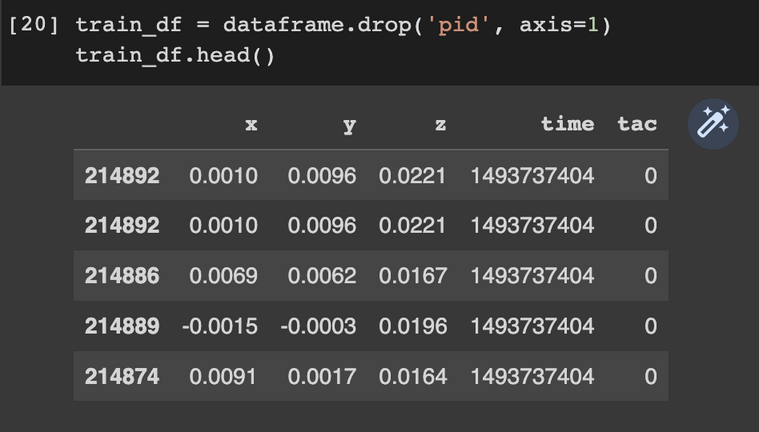 [20] train_df = dataframe.drop('pid', axis=1)
train_df.head()
x y z time tac
214892 0.0010 0.0096 0.0221 1493737404 0
214892 0.0010 0.0096 0.0221 1493737404 0
214886 0.0069 0.0062 0.0167 1493737404 0
214889 -0.0015 -0.0003 0.0196 1493737404 0
214874 0.0091 0.0017 0.0164 1493737404 0